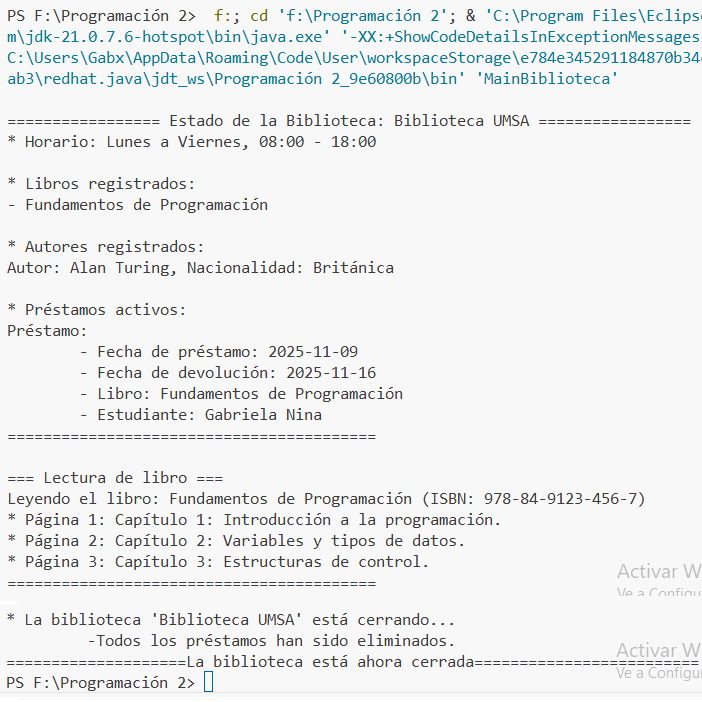 PS F:\Programación 2>  f:; cd 'f:\Programación 2'; & 'C:\Program Files\Eclips
m\jdk-21.0.7.6-hotspot\bin\java.exe' '-XX:+ShowCodeDetailsInExceptionMessages
C:\Users\Gabx\AppData\Roaming\Code\User\workspaceStorage\e784e345291184870b34
ab3\redhat.java\jdt_ws\Programación 2_9e60800b\bin' 'MainBiblioteca'
================= Estado de la Biblioteca: Biblioteca UMSA =================
* Horario: Lunes a Viernes, 08:00 - 18:00
* Libros registrados:
- Fundamentos de Programación
* Autores registrados:
Autor: Alan Turing, Nacionalidad: Británica
* Préstamos activos:
Préstamo:
- Fecha de préstamo: 2025-11-09
- Fecha de devolución: 2025-11-16
- Libro: Fundamentos de Programación
- Estudiante: Gabriela Nina
=========================================
=== Lectura de libro ===
Leyendo el libro: Fundamentos de Programación (ISBN: 978-84-9123-456-7)
* Página 1: Capítulo 1: Introducción a la programación.
* Página 2: Capítulo 2: Variables y tipos de datos.
* Página 3: Capítulo 3: Estructuras de control.
Activar W
Ve a Configu
=========================================
* La biblioteca 'Biblioteca UMSA' está cerrando...
-Todos los préstamos han sido eliminados.
Activar W
====================La biblioteca está ahora cerrada=========================
Ve a Configu
PS F:\Programación 2>